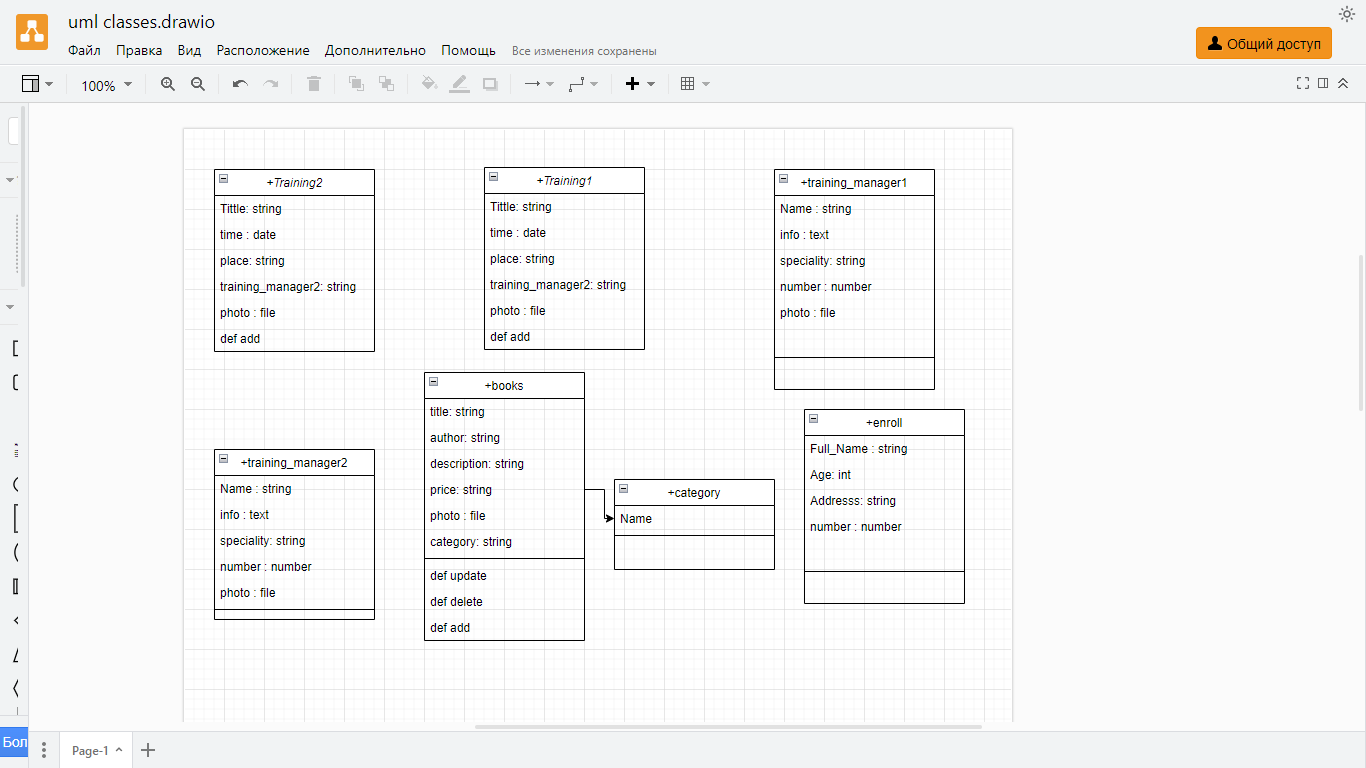 uml classes.drawio
Файл Правка Вид Расположение Дополнительно Помощь Все изменения сохранены
Общий доступ
100%
+Training2
Tittle: string
time : date
place: string
training_manager2: string
photo : file
def add
+Training1
Tittle: string
time : date
place: string
training_manager2: string
photo : file
def add
+training_manager1
Name : string
info : text
speciality: string
number : number
photo : file
+books
title: string
author: string
description: string
price: string
photo : file
category: string
def update
def delete
def add
+enroll
Full_Name : string
Age: int
Addresss: string
number : number
+training_manager2
Name : string
info : text
speciality: string
number : number
photo : file
+category
Name
Бол
Page-1